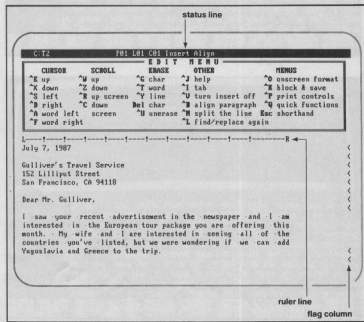 status line
C:T2 P01 L01 C01 Insert Align
E D I T M E N U
CURSOR SCROLL ERASE OTHER MENUS
^E up ^W up ^G char ^J help ^O onscreen format
^X down ^Z down ^T word ^I tab ^K block & save
^S left ^R up screen ^Y line ^V turn insert off ^P print controls
^D right ^C down Del char ^B align paragraph ^Q quick functions
^A word left screen ^U unerase ^N split the line Esc shorthand
^F word right ^L find/replace again
L----!----!----!----!----!----!----!----!----!----!----R
July 7, 1987 <
<
Gulliver's Travel Service <
152 Lilliput Street <
San Francisco, CA 94118 <
<
Dear Mr. Gulliver, <
<
I saw your recent advertisement in the newspaper and I am
interested in the European tour package you are offering this
month. My wife and I are interested in seeing all of the
countries you've listed, but we were wondering if we can add
Yugoslavia and Greece to the trip. <
<
ruler line
flag column